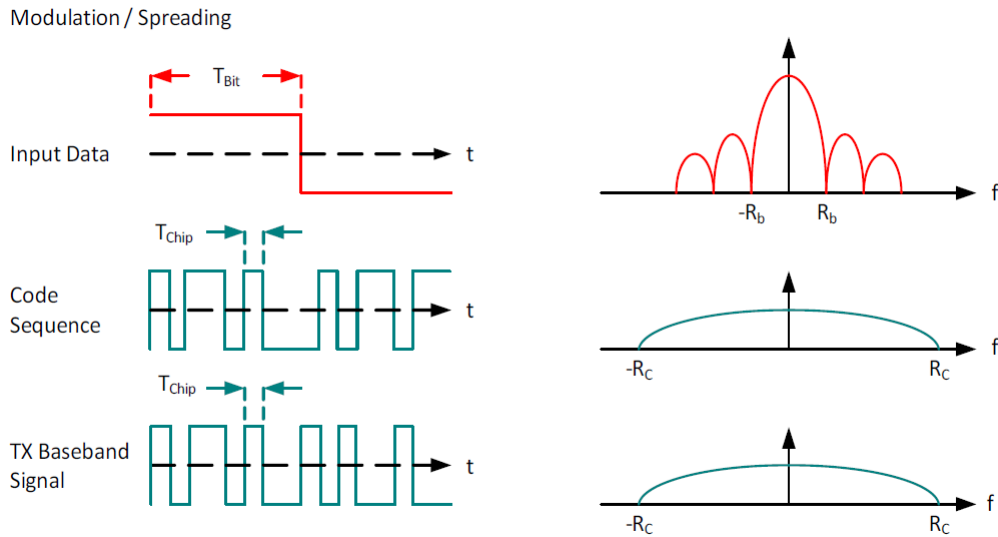 Modulation / Spreading
T_Bit
Input Data
t
f
-R_b
R_b
T_Chip
Code
Sequence
t
f
-R_C
R_C
T_Chip
TX Baseband
Signal
t
f
-R_C
R_C